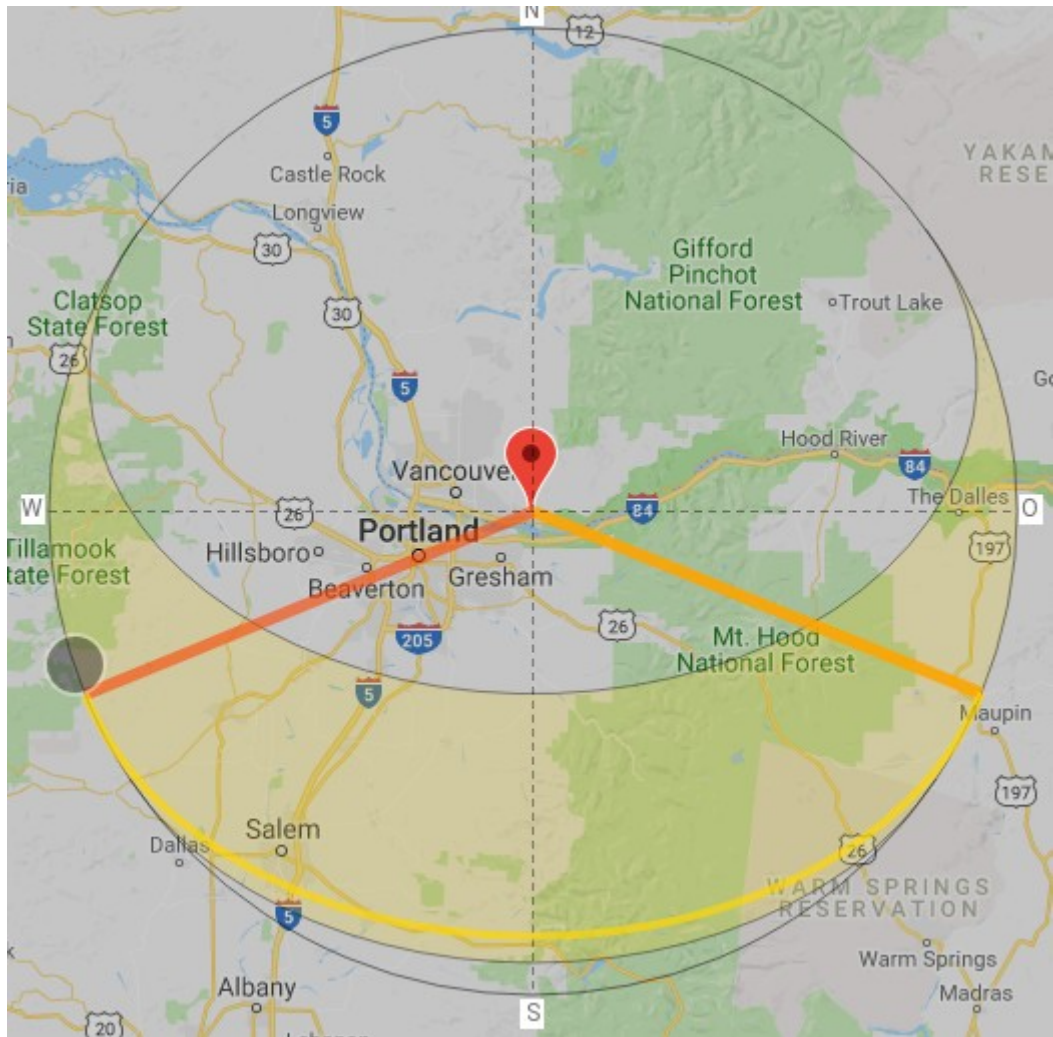 N
12
5
YAKAM
RESE
Castle Rock
ria
Longview
30
Gifford
Pinchot
National Forest
Clatsop
State Forest
30
Trout Lake
26
5
Go
Hood River
84
Vancouver
The Dalles
W
26
84
O
Portland
197
Tillamook
tate Forest
Hillsboro
Beaverton
Gresham
26
205
Mt. Hood
National Forest
5
Maupin
197
Salem
Dallas
26
WARM SPRINGS
RESERVATION
5
k
Warm Springs
Albany
Madras
S
20